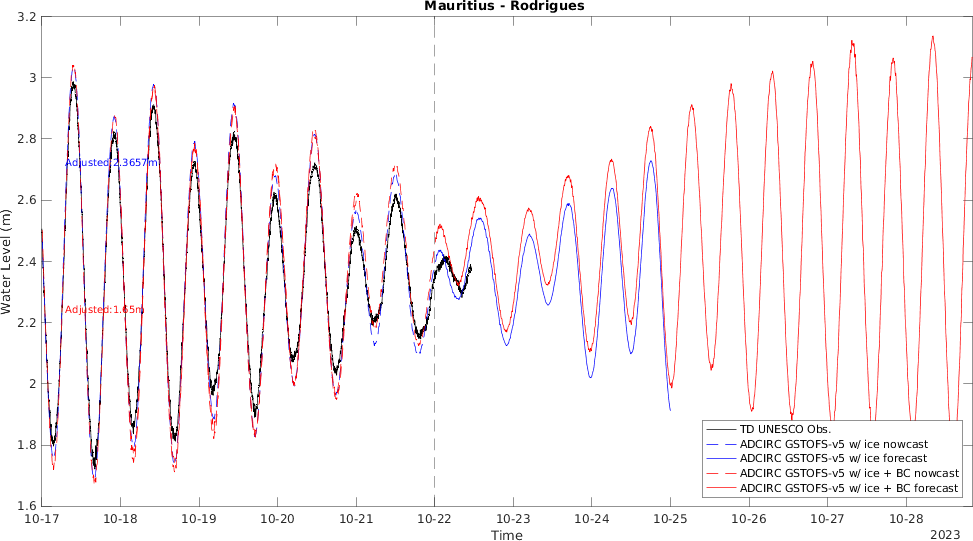 Mauritius - Rodrigues
3.2
3
2.8
2.6
2.4
2.2
2
1.8
1.6
Water Level (m)
Adjusted:2.3657m
Adjusted:1.65m
TD UNESCO Obs.
ADCIRC GSTOFS-v5 w/ ice nowcast
ADCIRC GSTOFS-v5 w/ ice forecast
ADCIRC GSTOFS-v5 w/ ice + BC nowcast
ADCIRC GSTOFS-v5 w/ ice + BC forecast
10-17 10-18 10-19 10-20 10-21 10-22 10-23 10-24 10-25 10-26 10-27 10-28
Time
2023